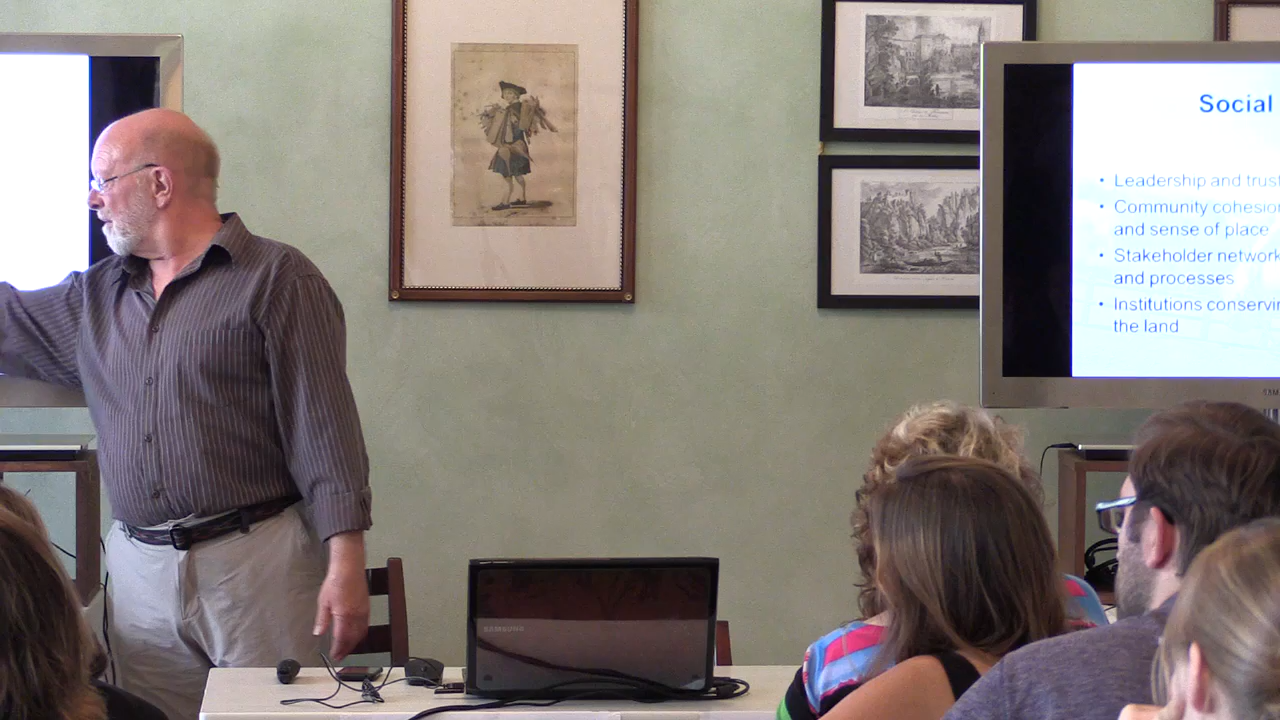 Social
• Leadership and trust
• Community cohesion
and sense of place
• Stakeholder network
and processes
• Institutions conservin
the land
SAMSUNG
SAM